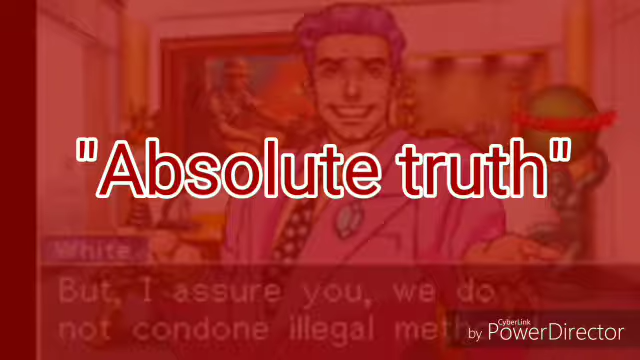 "Absolute truth"
White
But, I assure you, we do
not condone illegal meth
by CyberLink PowerDirector